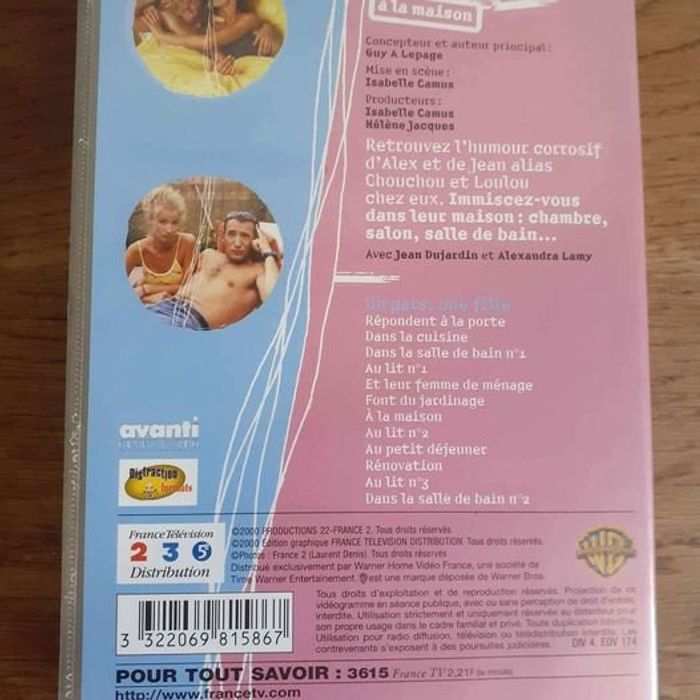 à la maison
Concepteur et auteur principal :
Guy A Lepage
Mise en scène :
Isabelle Camus
Producteurs :
Isabelle Camus
Hélène Jacques
Retrouvez l'humour corrosif
d'Alex et de Jean alias
Chouchou et Loulou
chez eux. Immiscez-vous
dans leur maison : chambre,
salon, salle de bain...
Avec Jean Dujardin et Alexandra Lamy
Un gars, une fille
Répondent à la porte
Dans la cuisine
Dans la salle de bain n°1
Au lit n°1
Et leur femme de ménage
Font du jardinage
À la maison
Au lit n°2
Au petit déjeuner
Rénovation
Au lit n°3
Dans la salle de bain n°2
avanti
Distraction
formats
France Télévision
2 3 5
Distribution
©2000 PRODUCTIONS 22-FRANCE 2. Tous droits réservés.
©2000 Édition graphique FRANCE TELEVISION DISTRIBUTION. Tous droits réservés.
©Photos : France 2 (Laurent Denis). Tous droits réservés.
Distribué exclusivement par Warner Home Vidéo France, une société de
Time Warner Entertainement. est une marque déposée de Warner Bros.
WB
Tous droits d'exploitation et de reproduction réservés. Projection de ce
vidéogramme en séance publique, avec ou sans perception de droit d'entrée,
interdite. Utilisation strictement et uniquement réservée au détenteur pour
son propre usage dans le cadre familial et privé. Toute duplication interdite.
Utilisation pour radio diffusion, télévision ou télédistribution interdite. Les
contrevenants s'exposent à des poursuites judiciaires. DIV 4. EDV 174
3 322069 815867
POUR TOUT SAVOIR : 3615 France TV 2,21F (la minute)
http://www.francetv.com